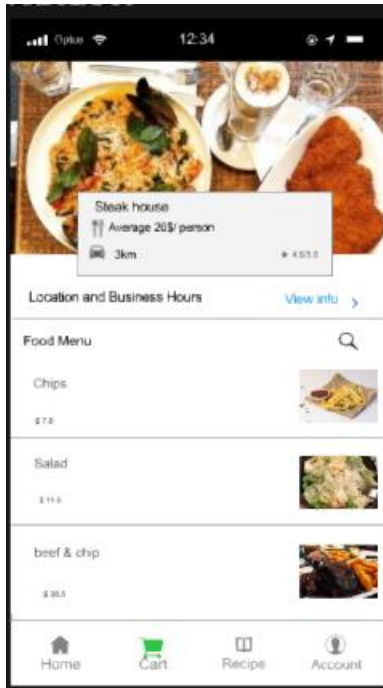 Optus 12:34
Steak house
Average 20$/ person
3km
Location and Business Hours View info >
Food Menu
Chips
Salad
beef & chip
Home Cart Recipe Account